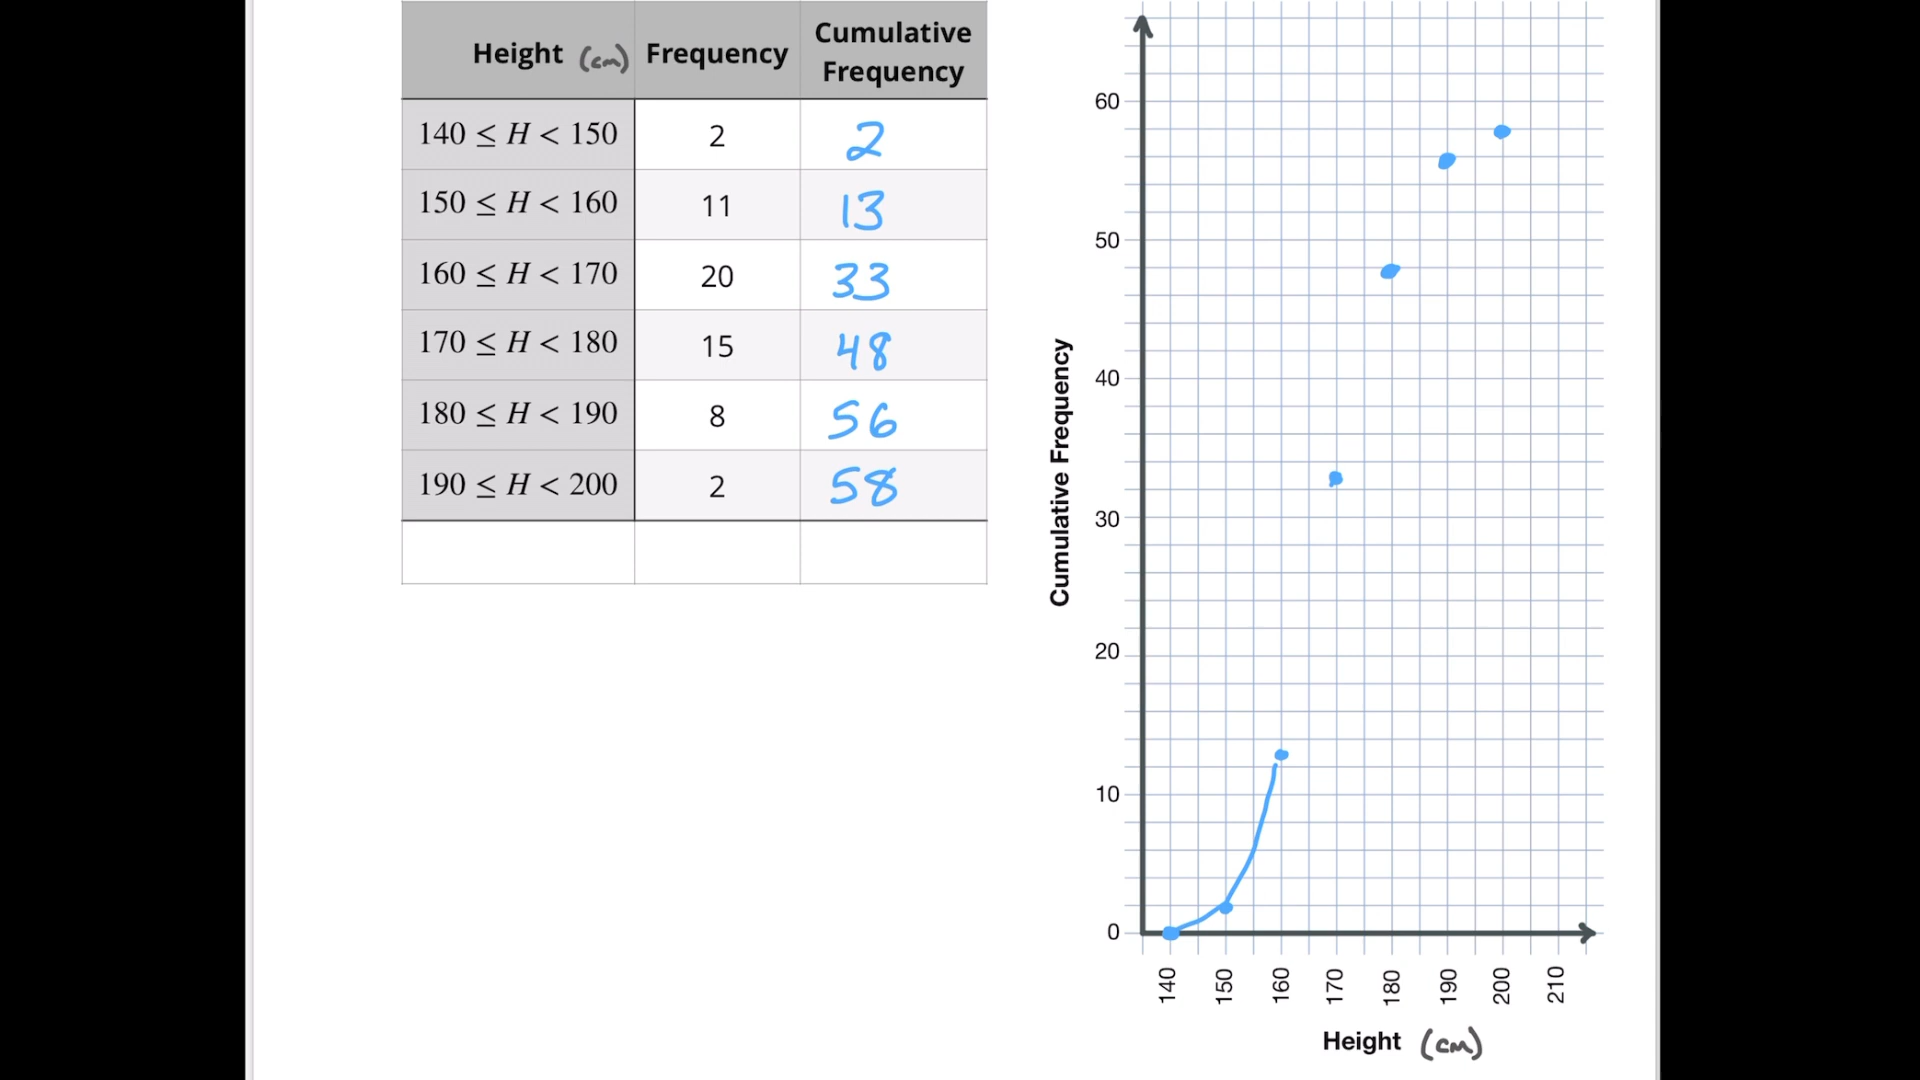 Height (cm) Frequency Cumulative Frequency
140 ≤ H < 150 2 2
150 ≤ H < 160 11 13
160 ≤ H < 170 20 33
170 ≤ H < 180 15 48
180 ≤ H < 190 8 56
190 ≤ H < 200 2 58
Cumulative Frequency
60
50
40
30
20
10
0
140 150 160 170 180 190 200 210
Height (cm)